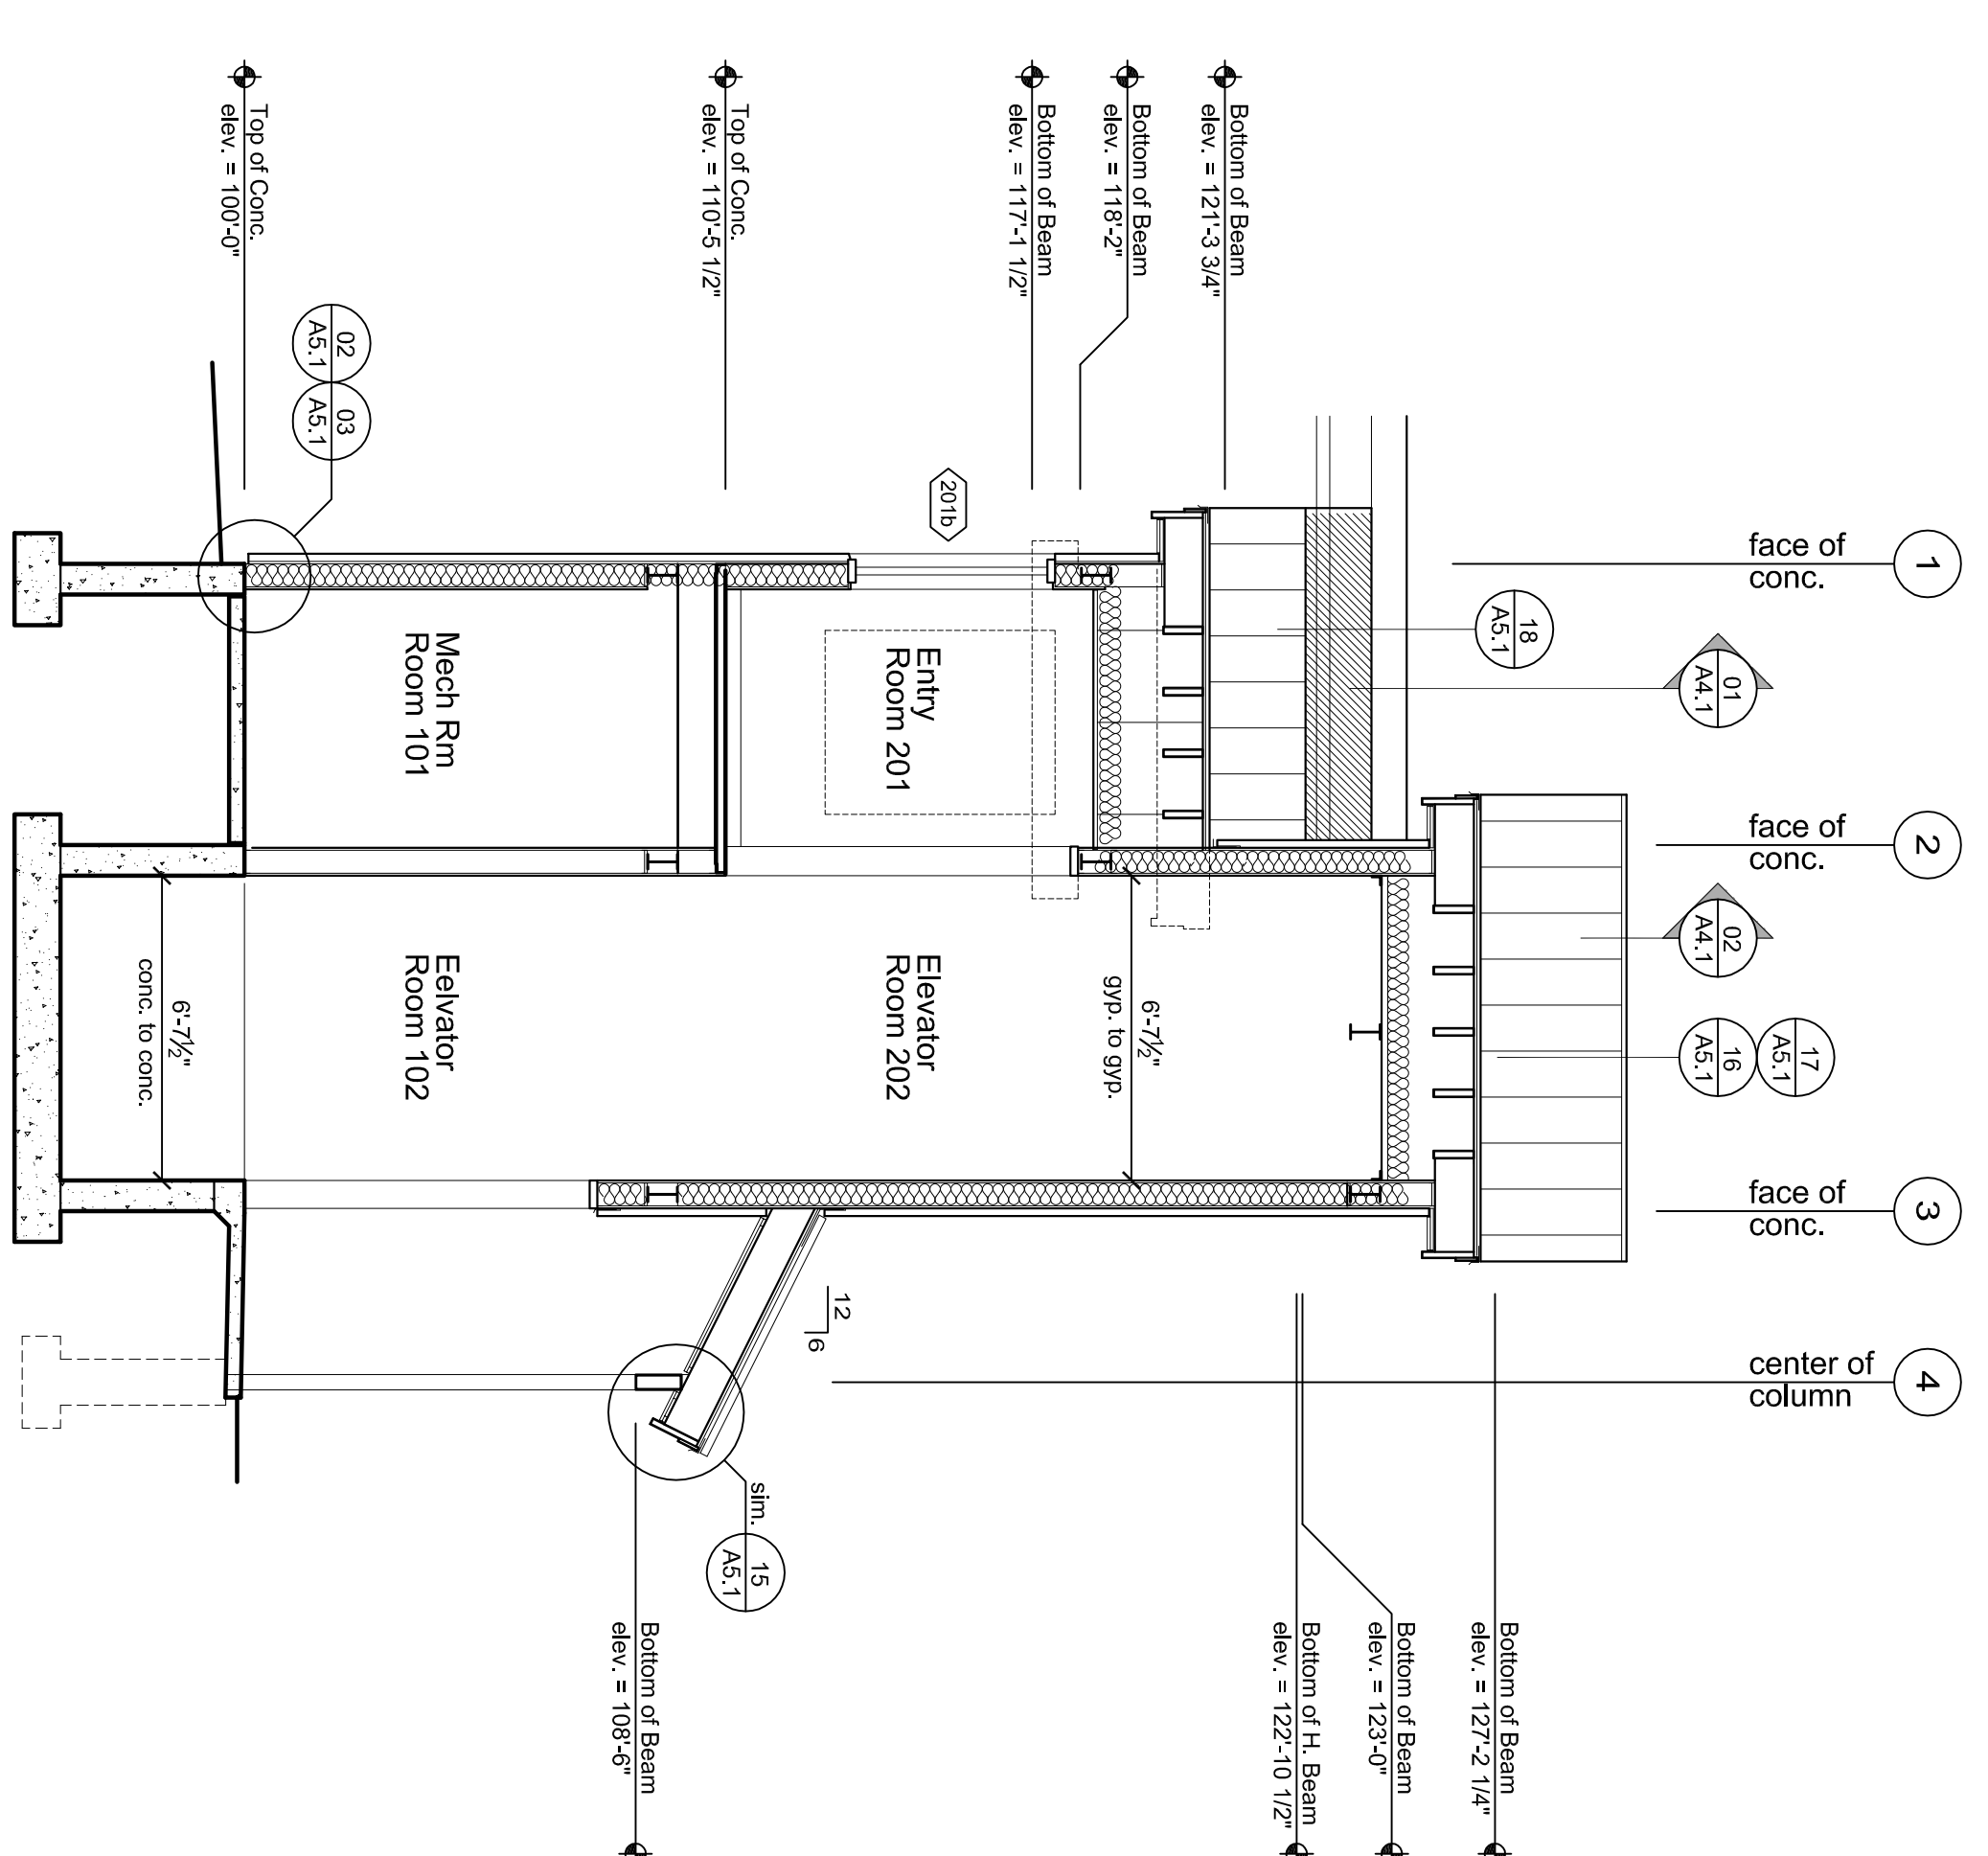 1
face of
conc.
2
face of
conc.
3
face of
conc.
4
center of
column
01
A4.1
02
A4.1
17
A5.1
16
A5.1
18
A5.1
Bottom of Beam
elev. = 121'-3 3/4"
Bottom of Beam
elev. = 118'-2"
Bottom of Beam
elev. = 117'-1 1/2"
Top of Conc.
elev. = 110'-5 1/2"
Top of Conc.
elev. = 100'-0"
Bottom of Beam
elev. = 127'-2 1/4"
Bottom of Beam
elev. = 123'-0"
Bottom of H. Beam
elev. = 122'-10 1/2"
Bottom of Beam
elev. = 108'-6"
201b
6'-7½"
gyp. to gyp.
Entry
Room 201
Elevator
Room 202
12
6
sim.
15
A5.1
Mech Rm
Room 101
Eelvator
Room 102
02
A5.1
03
A5.1
6'-7½"
conc. to conc.